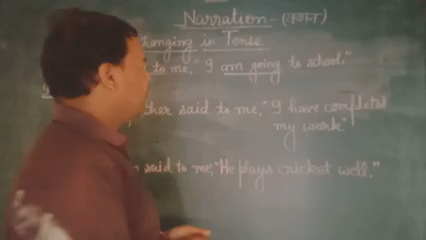 Narration - (कथन)
hanging in Tense
to me, "I am going to school."
ther said to me, "I have completed
my work."
said to me, "He plays cricket well."